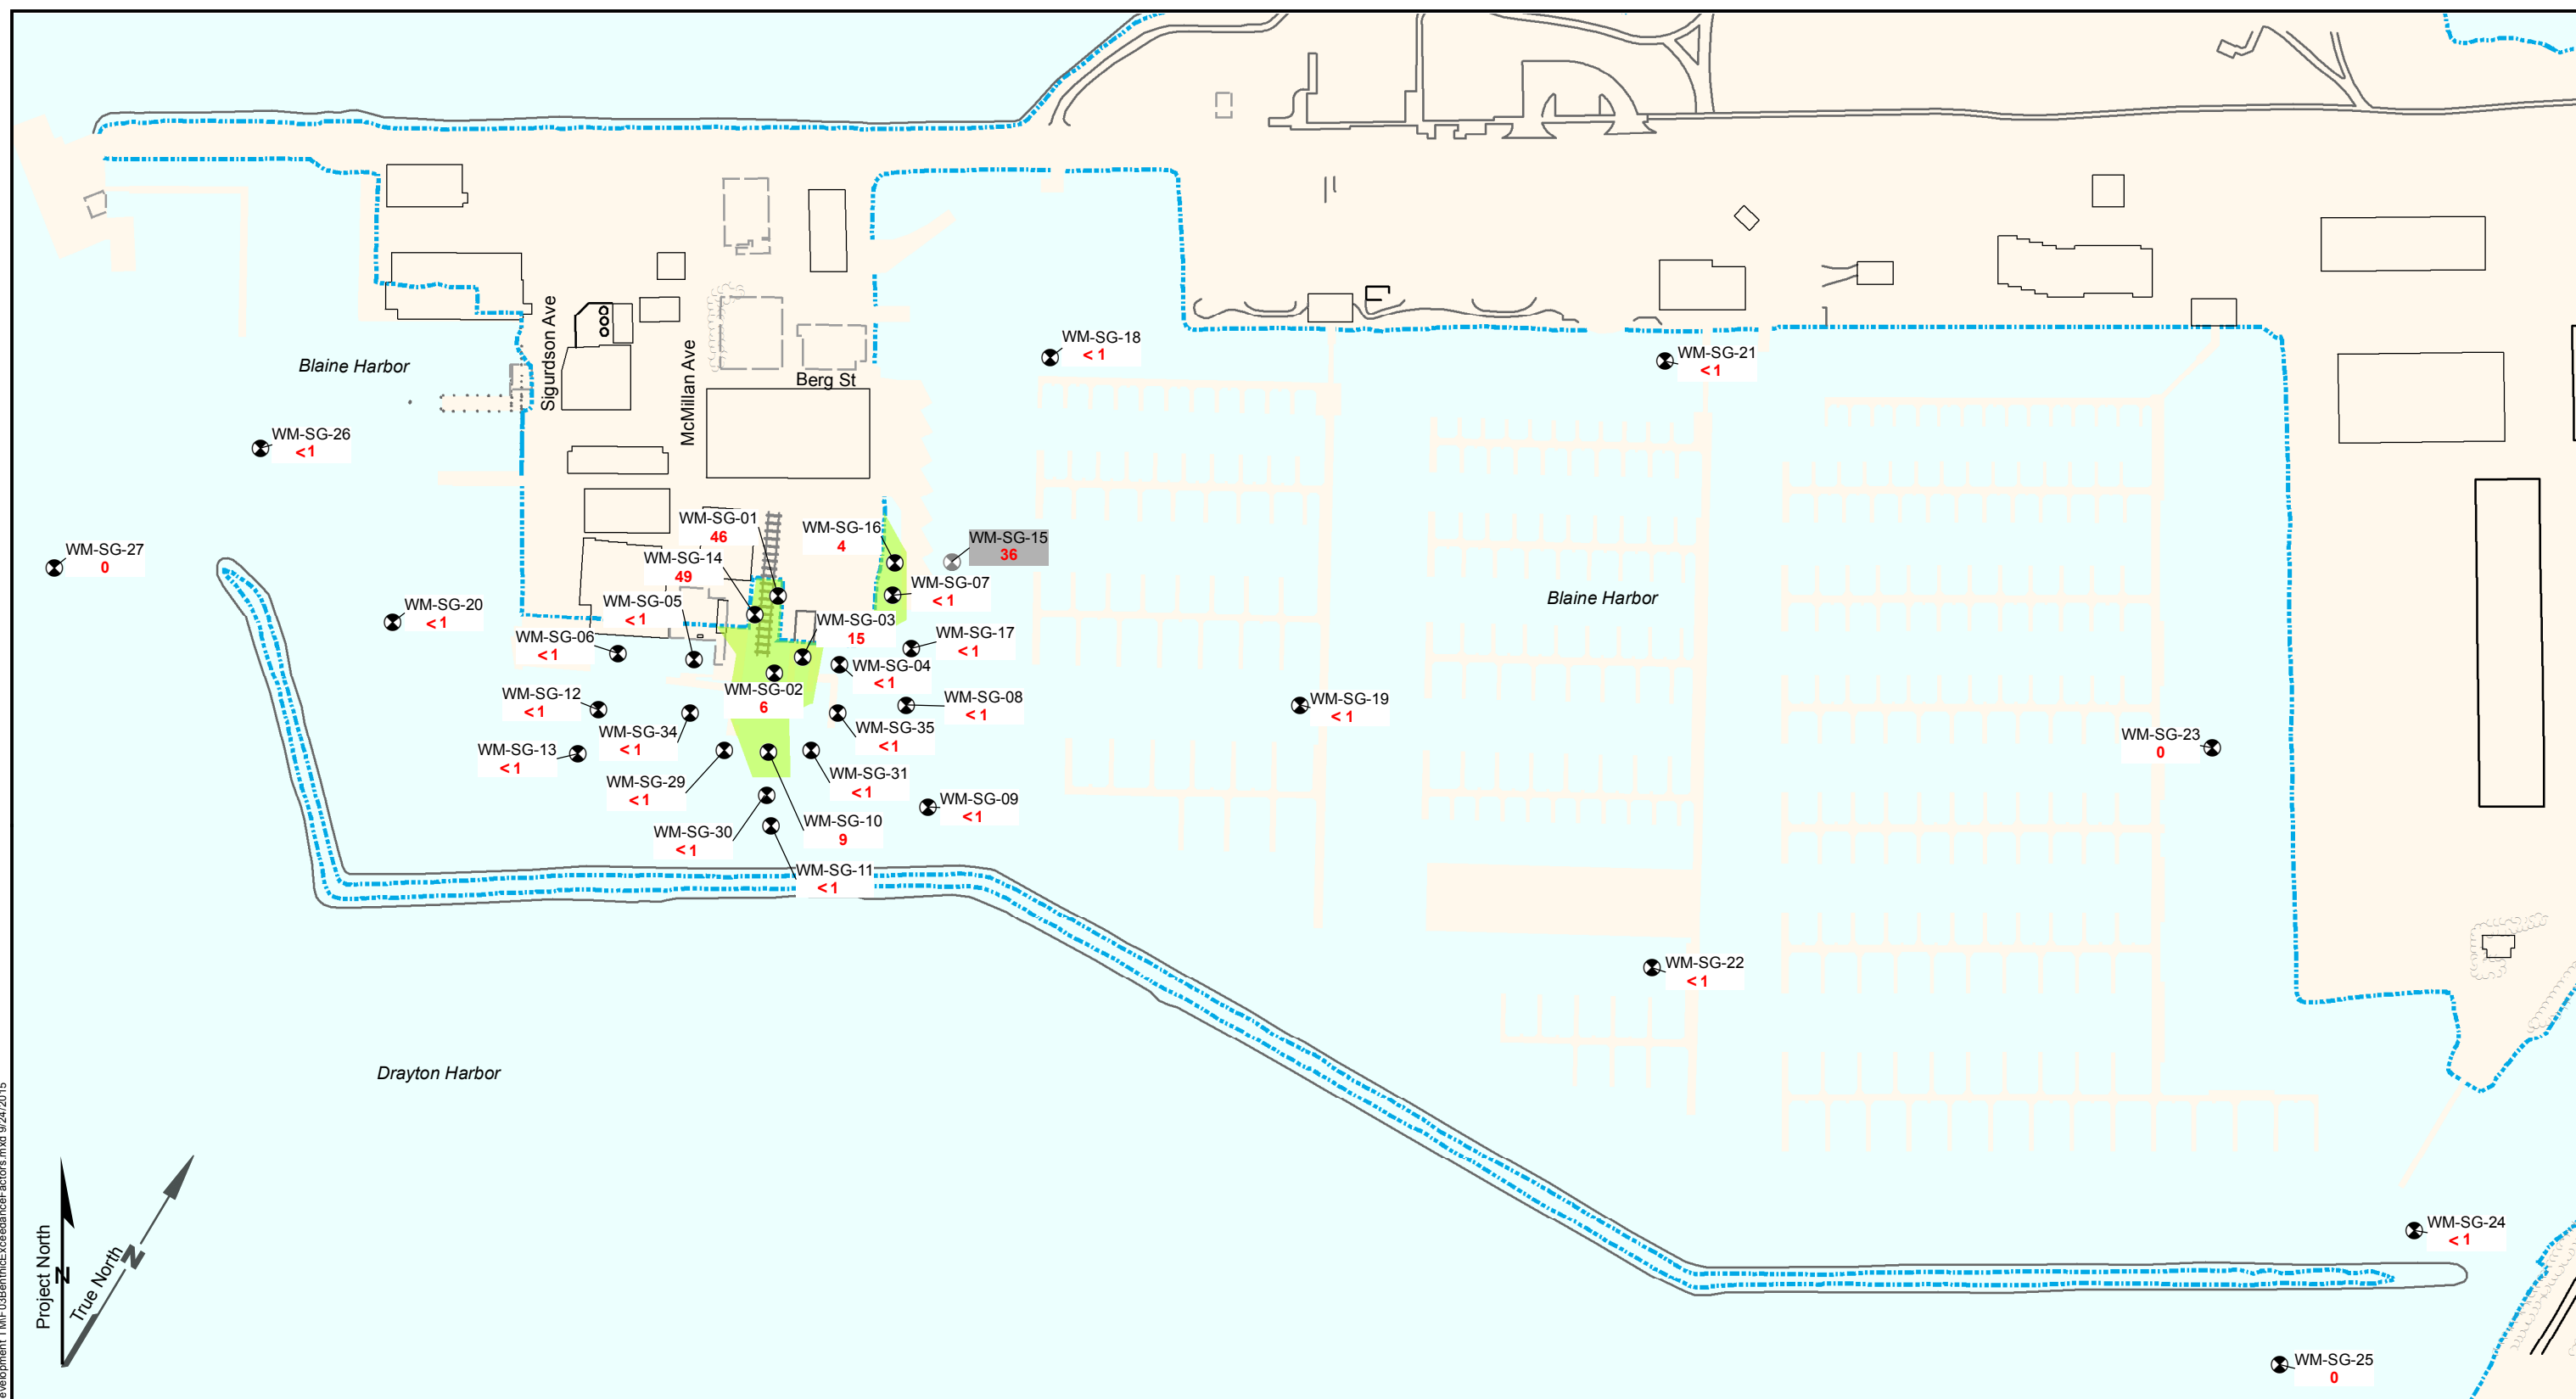 WM-SG-18
< 1
WM-SG-21
< 1
Sigurdson Ave
McMillan Ave
Berg St
Blaine Harbor
WM-SG-26
< 1
WM-SG-27
0
WM-SG-01
46
WM-SG-14
49
WM-SG-16
4
WM-SG-15
36
WM-SG-07
< 1
WM-SG-20
< 1
WM-SG-05
< 1
WM-SG-06
< 1
WM-SG-03
15
WM-SG-17
< 1
WM-SG-04
< 1
WM-SG-02
6
WM-SG-12
< 1
WM-SG-08
< 1
WM-SG-34
< 1
WM-SG-35
< 1
WM-SG-13
< 1
WM-SG-29
< 1
WM-SG-31
< 1
WM-SG-09
< 1
WM-SG-30
< 1
WM-SG-10
9
WM-SG-11
< 1
Blaine Harbor
WM-SG-19
< 1
WM-SG-23
0
WM-SG-22
< 1
Drayton Harbor
WM-SG-24
< 1
WM-SG-25
0
Project North
N
True North
N